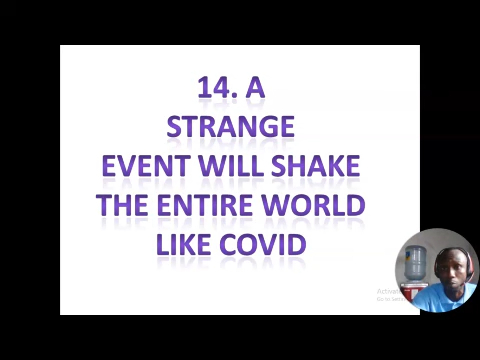 14. A
STRANGE
EVENT WILL SHAKE
THE ENTIRE WORLD
LIKE COVID